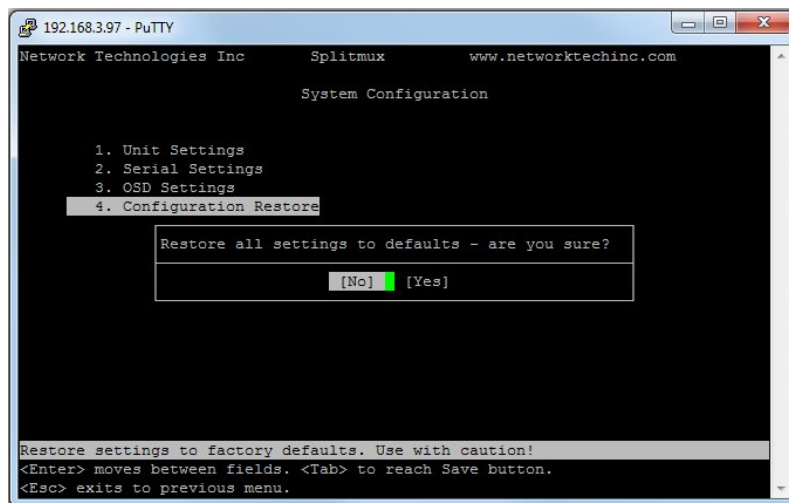 192.168.3.97 - PuTTY
Network Technologies Inc Splitmux www.networktechinc.com
System Configuration
1. Unit Settings
2. Serial Settings
3. OSD Settings
4. Configuration Restore
Restore all settings to defaults - are you sure?
[No] [Yes]
Restore settings to factory defaults. Use with caution!
<Enter> moves between fields. <Tab> to reach Save button.
<Esc> exits to previous menu.